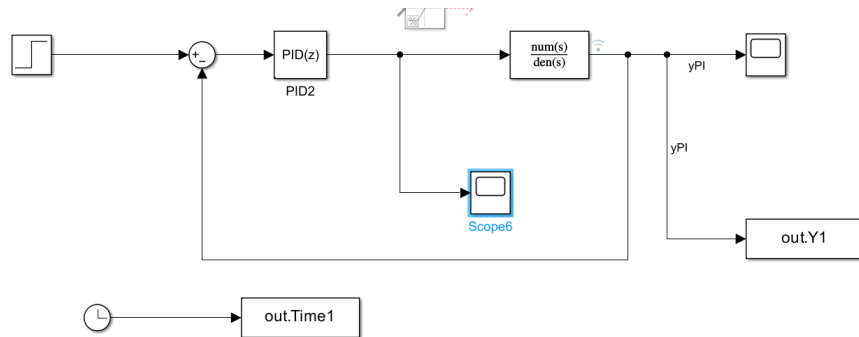 %
num(s)
den(s)
+
−
PID(z)
PID2
yPI
yPI
Scope6
out.Y1
out.Time1